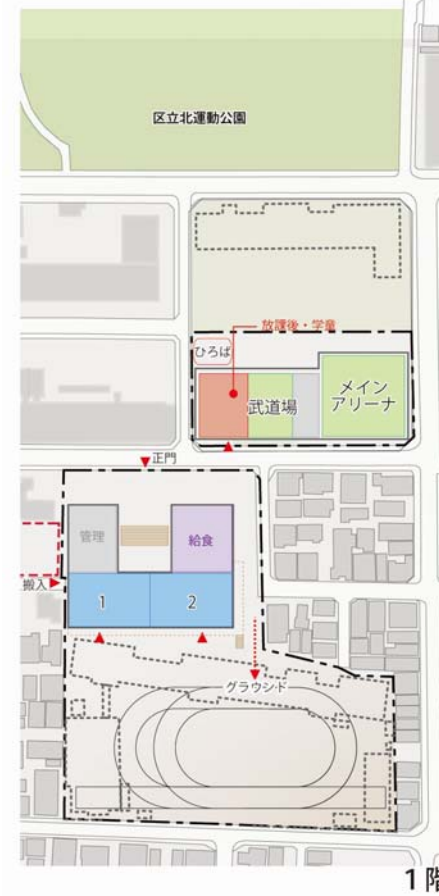 区立北運動公園
放課後・学童
ひろば
武道場
メイン
アリーナ
正門
管理
給食
搬入
1
2
グラウンド
1階